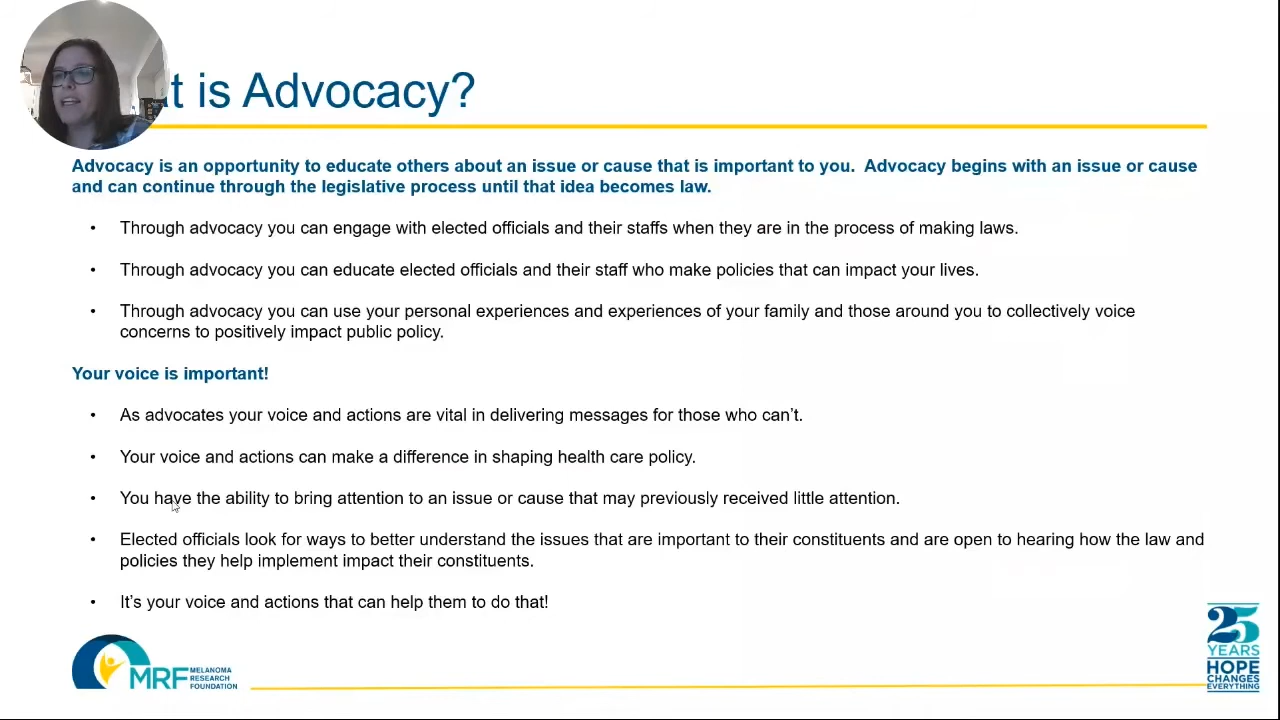 t is Advocacy?
Advocacy is an opportunity to educate others about an issue or cause that is important to you.  Advocacy begins with an issue or cause
and can continue through the legislative process until that idea becomes law.
• Through advocacy you can engage with elected officials and their staffs when they are in the process of making laws.
• Through advocacy you can educate elected officials and their staff who make policies that can impact your lives.
• Through advocacy you can use your personal experiences and experiences of your family and those around you to collectively voice
concerns to positively impact public policy.
Your voice is important!
• As advocates your voice and actions are vital in delivering messages for those who can’t.
• Your voice and actions can make a difference in shaping health care policy.
• You have the ability to bring attention to an issue or cause that may previously received little attention.
• Elected officials look for ways to better understand the issues that are important to their constituents and are open to hearing how the law and
policies they help implement impact their constituents.
• It’s your voice and actions that can help them to do that!
MRF
MELANOMA
RESEARCH
FOUNDATION
25
YEARS
HOPE
CHANGES
EVERYTHING